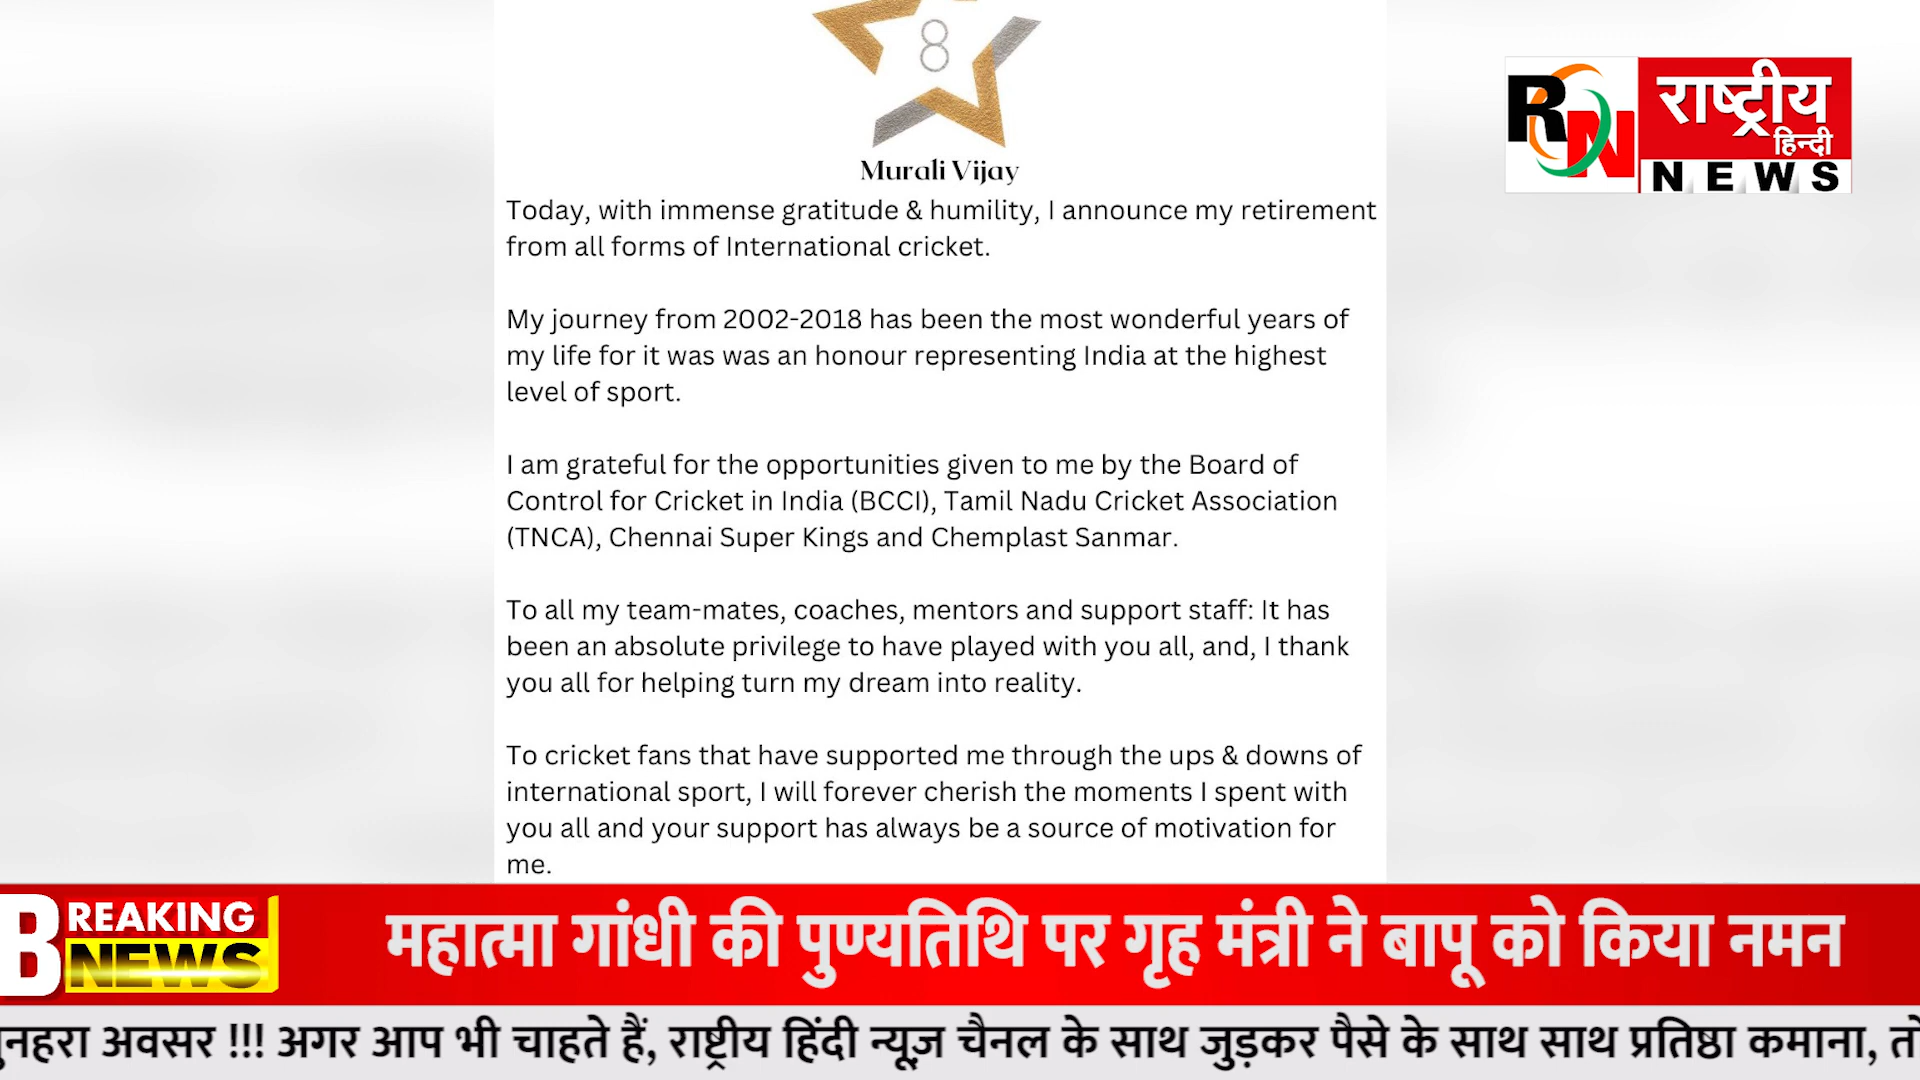 8
Murali Vijay
Today, with immense gratitude & humility, I announce my retirement
from all forms of International cricket.
My journey from 2002-2018 has been the most wonderful years of
my life for it was was an honour representing India at the highest
level of sport.
I am grateful for the opportunities given to me by the Board of
Control for Cricket in India (BCCI), Tamil Nadu Cricket Association
(TNCA), Chennai Super Kings and Chemplast Sanmar.
To all my team-mates, coaches, mentors and support staff: It has
been an absolute privilege to have played with you all, and, I thank
you all for helping turn my dream into reality.
To cricket fans that have supported me through the ups & downs of
international sport, I will forever cherish the moments I spent with
you all and your support has always be a source of motivation for
me.
RN
राष्ट्रीय
हिन्दी
NEWS
BREAKING
NEWS
महात्मा गांधी की पुण्यतिथि पर गृह मंत्री ने बापू को किया नमन
अवसर !!! अगर आप भी चाहते हैं, राष्ट्रीय हिंदी न्यूज़ चैनल के साथ जुड़कर पैसे के साथ साथ प्रतिष्ठा कमाना,